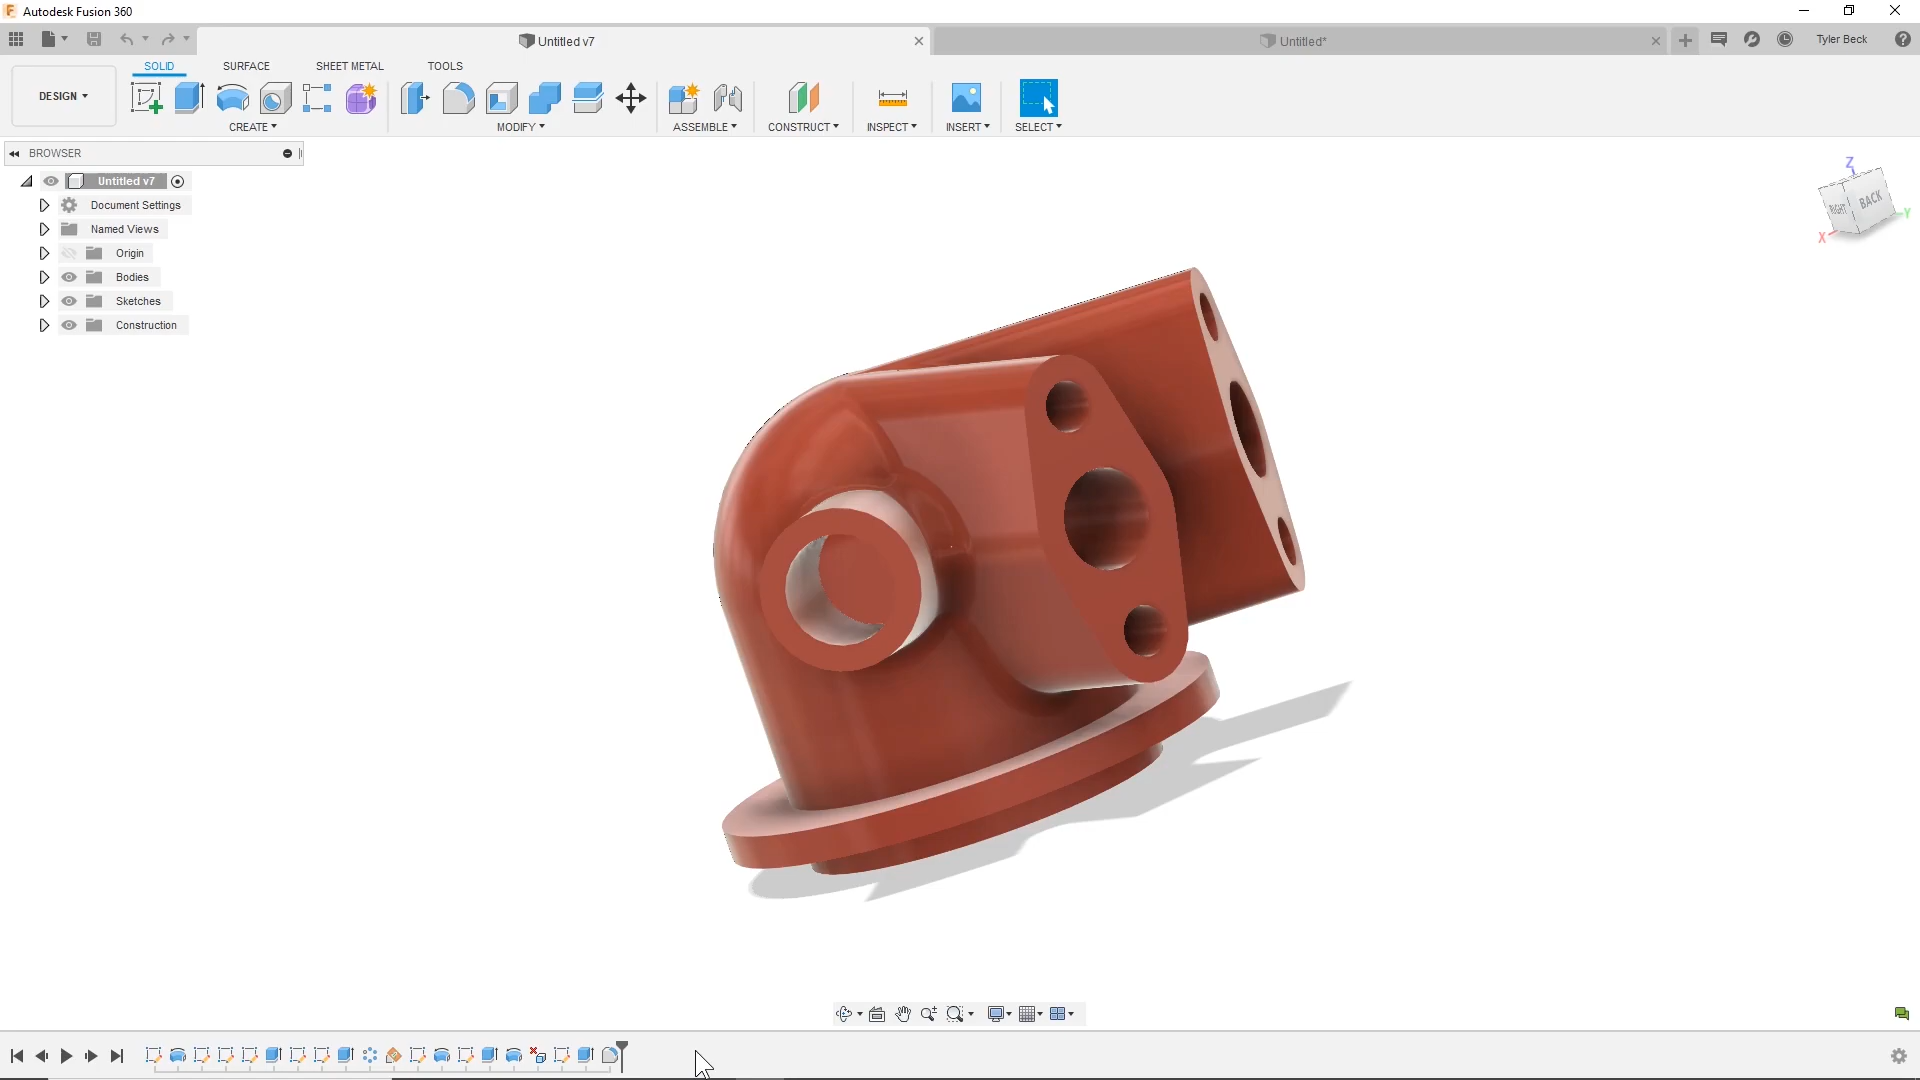 Autodesk Fusion 360
Untitled v7
Untitled*
Tyler Beck
SOLID
SURFACE
SHEET METAL
TOOLS
DESIGN
CREATE
MODIFY
ASSEMBLE
CONSTRUCT
INSPECT
INSERT
SELECT
BROWSER
Untitled v7
Document Settings
Named Views
Origin
Bodies
Sketches
Construction
Z
RIGHT
BACK
Y
X